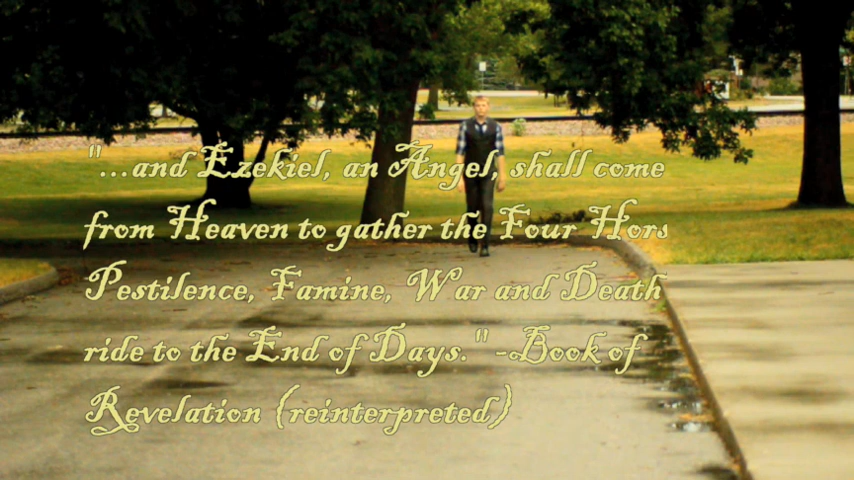 "...and Ezekiel, an Angel, shall come
from Heaven to gather the Four Hors
Pestilence, Famine, War and Death
ride to the End of Days." -Book of
Revelation (reinterpreted)